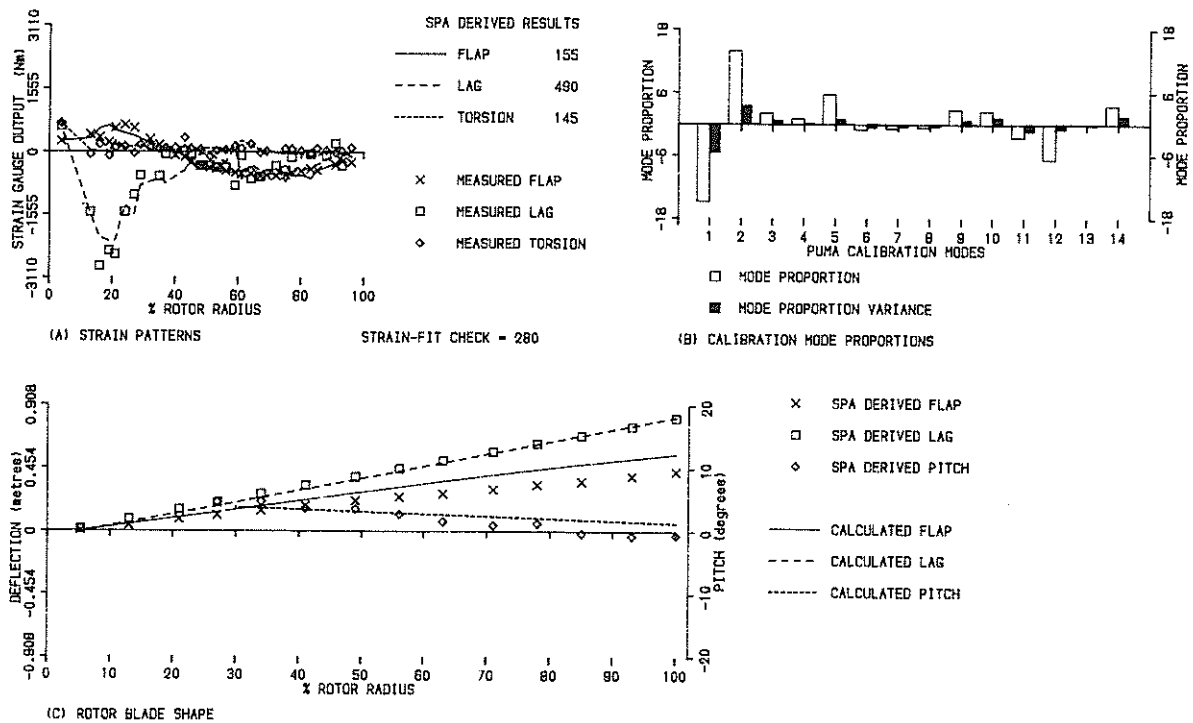 3110
1555
0
-1555
-3110
STRAIN GAUGE OUTPUT (Nm)
0 20 40 60 80 100
% ROTOR RADIUS
SPA DERIVED RESULTS
FLAP 155
LAG 490
TORSION 145
MEASURED FLAP
MEASURED LAG
MEASURED TORSION
(A) STRAIN PATTERNS
STRAIN-FIT CHECK = 280
18
6
-6
-18
MODE PROPORTION
18
6
-6
-18
MODE PROPORTION
1 2 3 4 5 6 7 8 9 10 11 12 13 14
PUMA CALIBRATION MODES
MODE PROPORTION
MODE PROPORTION VARIANCE
(B) CALIBRATION MODE PROPORTIONS
0.908
0.454
0
-0.454
-0.908
DEFLECTION (metres)
20
10
0
-10
-20
PITCH (degrees)
0 10 20 30 40 50 60 70 80 90 100
% ROTOR RADIUS
SPA DERIVED FLAP
SPA DERIVED LAG
SPA DERIVED PITCH
CALCULATED FLAP
CALCULATED LAG
CALCULATED PITCH
(C) ROTOR BLADE SHAPE